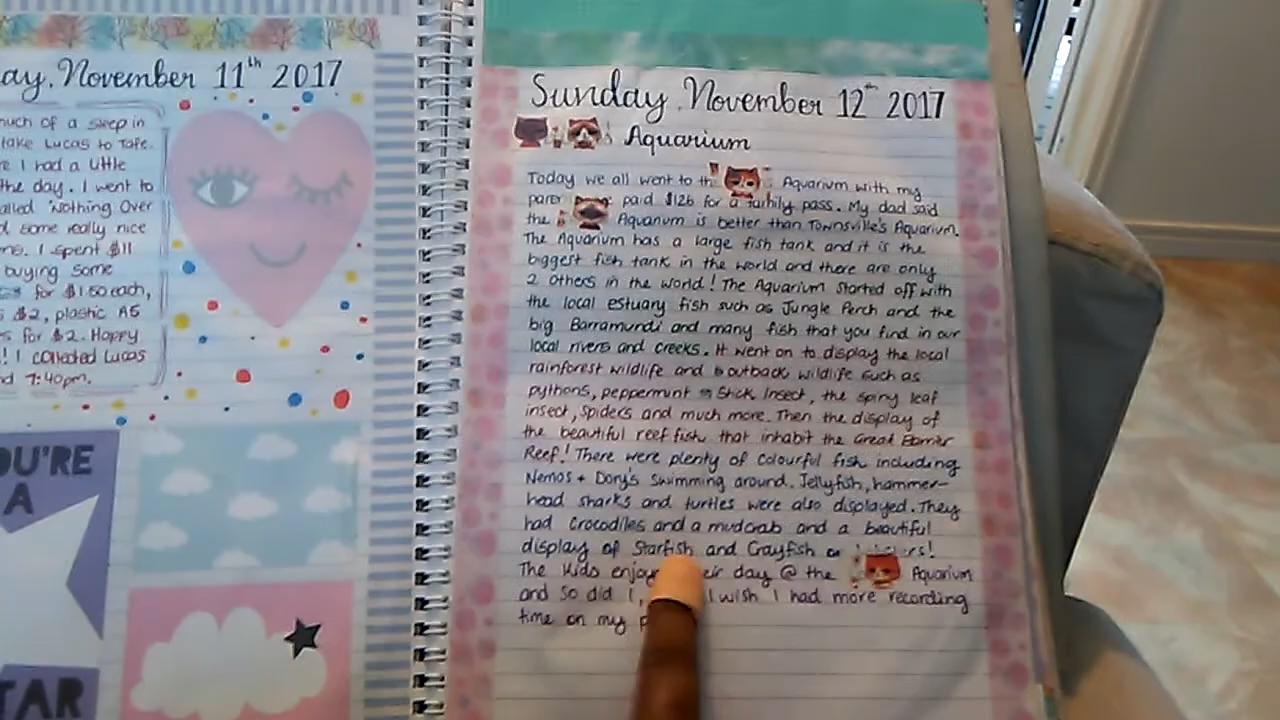 ay, November 11th 2017
much of a sleep in
take Lucas to Tafe.
re I had a little
the day. I went to
alled 'Nothing Over
d some really nice
ms. I spent $11
buying some
for $1.50 each,
$2, plastic A5
s for $2. Happy
! I collected Lucas
nd 7:40pm.
OU'RE
A
TAR
Sunday, November 12th 2017
Aquarium
Today we all went to th Aquarium with my
paren paid $126 for a family pass. My dad said
the Aquarium is better than Townsville's Aquarium.
The Aquarium has a large fish tank and it is the
biggest fish tank in the world and there are only
2 others in the world! The Aquarium started off with
the local estuary fish such as Jungle Perch and the
big Barramundi and many fish that you find in our
local rivers and creeks. It went on to display the local
rainforest wildlife and outback wildlife such as
pythons, peppermint Stick Insect, the spiny leaf
insect, spiders and much more. Then the display of
the beautiful reef fish that inhabit the Great Barrier
Reef! There were plenty of colourful fish including
Nemos + Dory's swimming around. Jellyfish, hammer-
head sharks and turtles were also displayed. They
had Crocodiles and a mudcrab and a beautiful
display of Starfish and Crayfish or
The kids enjoy eir day @ the Aquarium
and so did I, I wish I had more recording
time on my